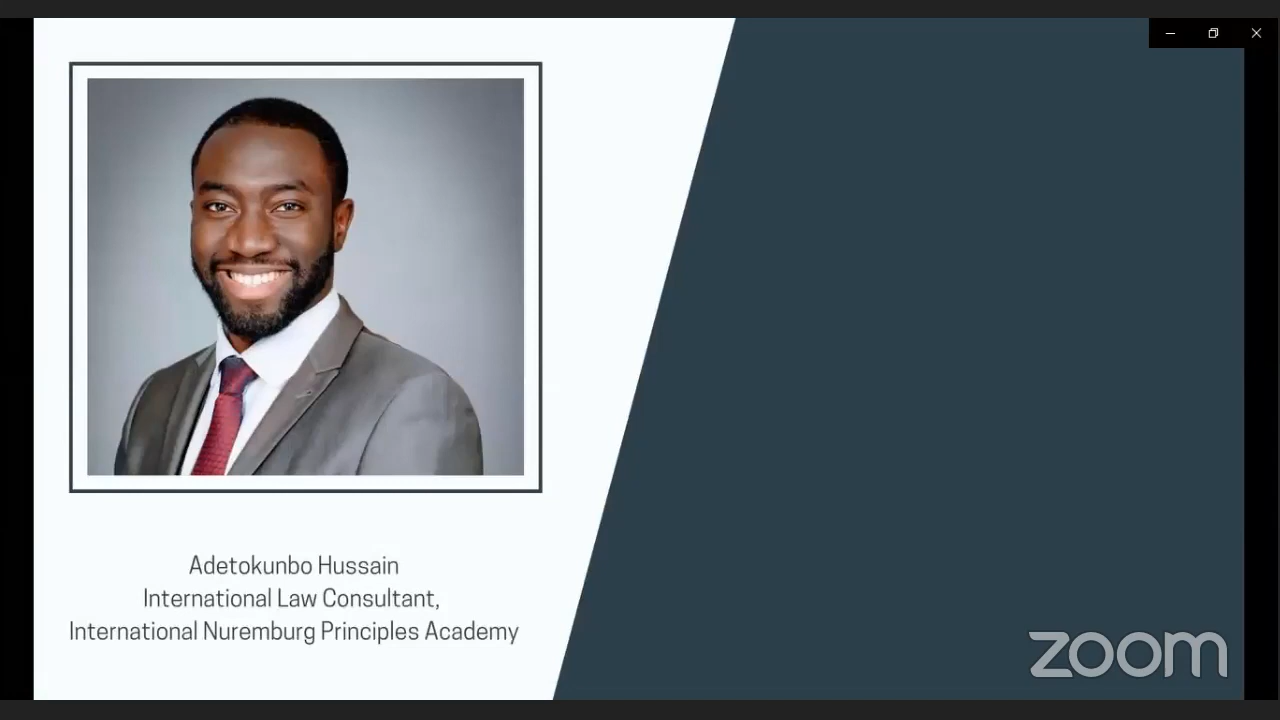 Adetokunbo Hussain
International Law Consultant,
International Nuremburg Principles Academy
zoom